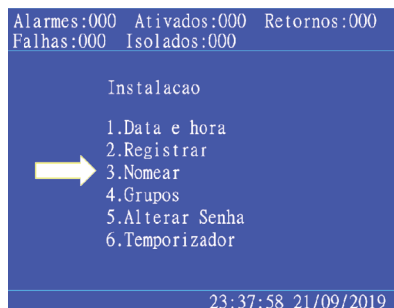 Alarmes:000 Ativados:000 Retornos:000
Falhas:000 Isolados:000
Instalacao
1.Data e hora
2.Registrar
3.Nomear
4.Grupos
5.Alterar Senha
6.Temporizador
23:37:58 21/09/2019